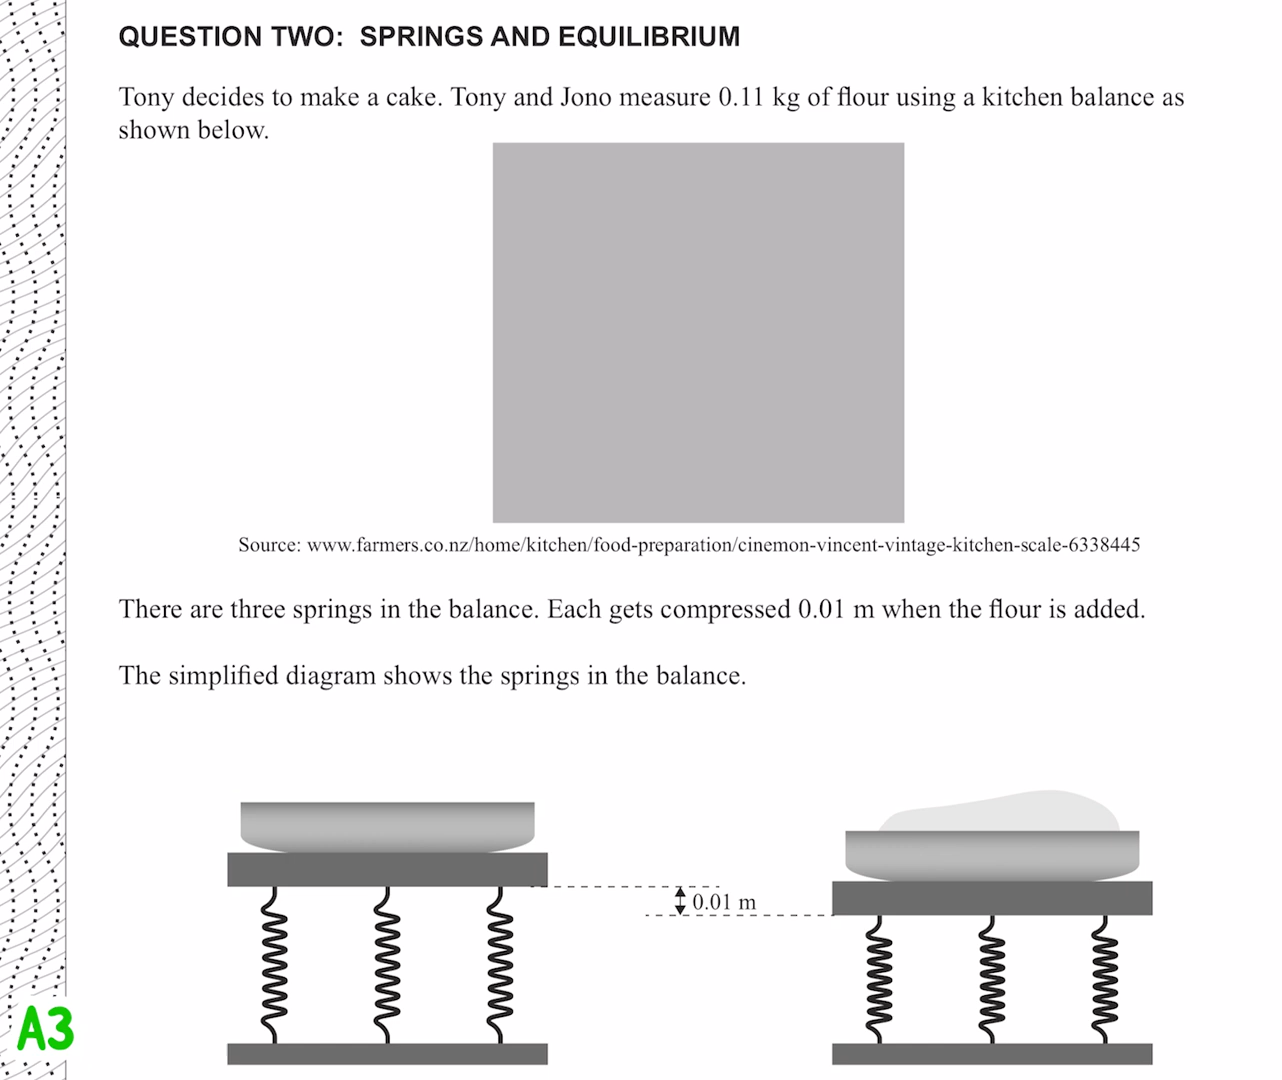 QUESTION TWO: SPRINGS AND EQUILIBRIUM
Tony decides to make a cake. Tony and Jono measure 0.11 kg of flour using a kitchen balance as
shown below.
Source: www.farmers.co.nz/home/kitchen/food-preparation/cinemon-vincent-vintage-kitchen-scale-6338445
There are three springs in the balance. Each gets compressed 0.01 m when the flour is added.
The simplified diagram shows the springs in the balance.
0.01 m
A3